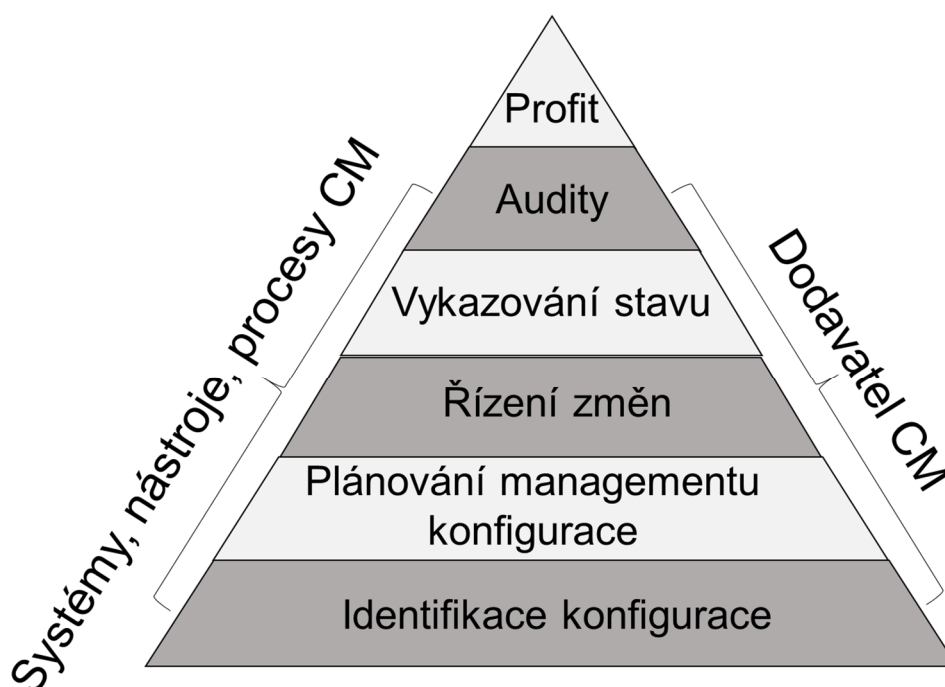 Profit
Audity
Vykazování stavu
Řízení změn
Plánování managementu
konfigurace
Identifikace konfigurace
Systémy, nástroje, procesy CM
Dodavatel CM